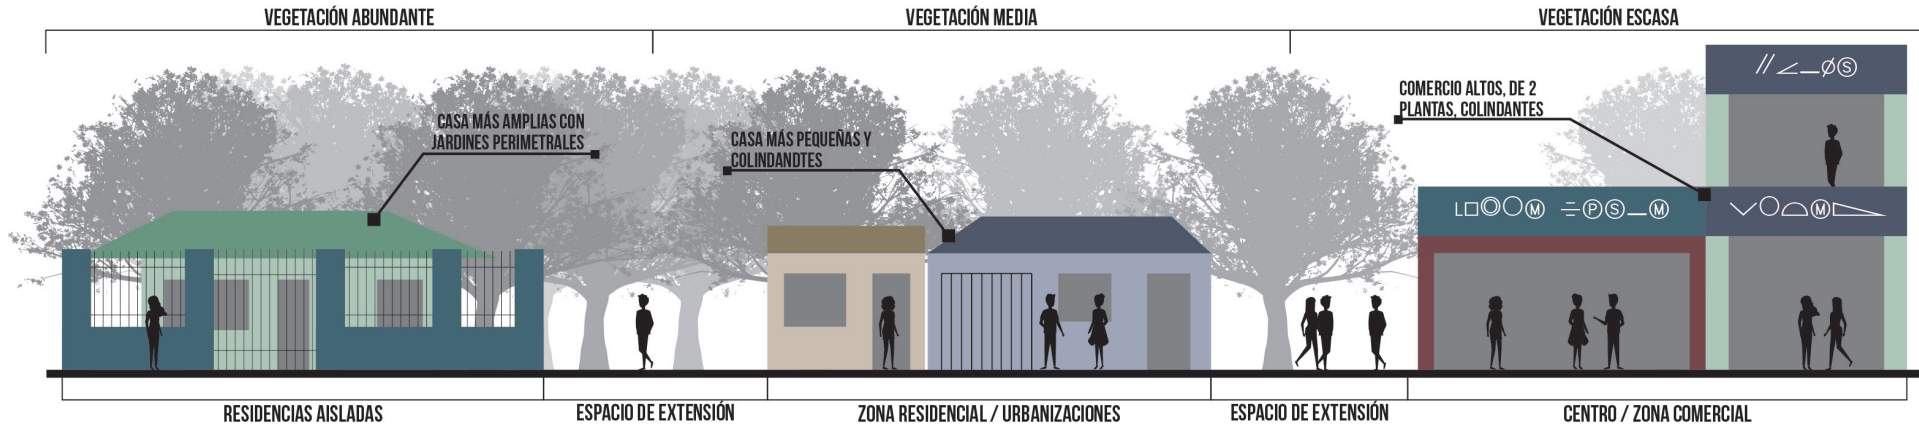 VEGETACIÓN ABUNDANTE
VEGETACIÓN MEDIA
VEGETACIÓN ESCASA
CASA MÁS AMPLIAS CON
JARDINES PERIMETRALES
CASA MÁS PEQUEÑAS Y
COLINDANDTES
COMERCIO ALTOS, DE 2
PLANTAS, COLINDANTES
RESIDENCIAS AISLADAS
ESPACIO DE EXTENSIÓN
ZONA RESIDENCIAL / URBANIZACIONES
ESPACIO DE EXTENSIÓN
CENTRO / ZONA COMERCIAL